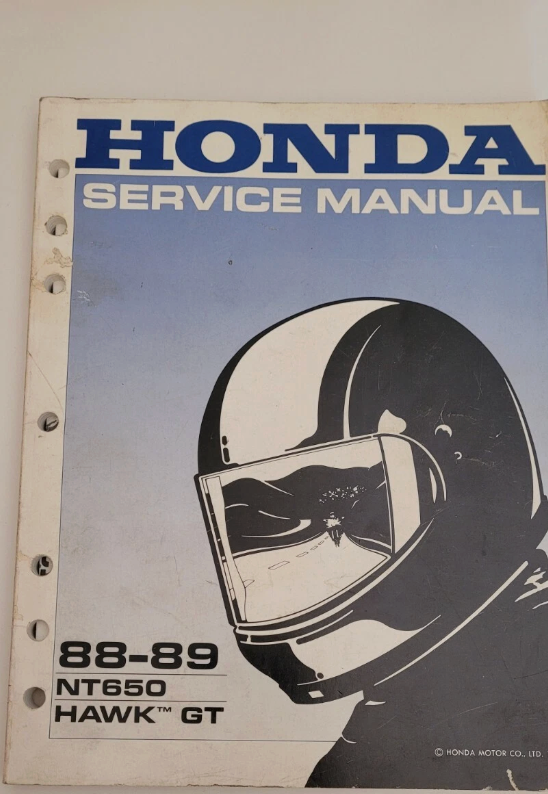 HONDA
SERVICE MANUAL
88-89
NT650
HAWK™ GT
© HONDA MOTOR CO., LTD.